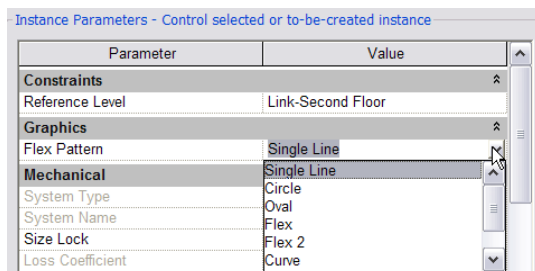 Instance Parameters - Control selected or to-be-created instance
Parameter Value
Constraints
Reference Level Link-Second Floor
Graphics
Flex Pattern Single Line
Mechanical Single Line
System Type Circle
System Name Oval
Size Lock Flex
Loss Coefficient Flex 2
Curve